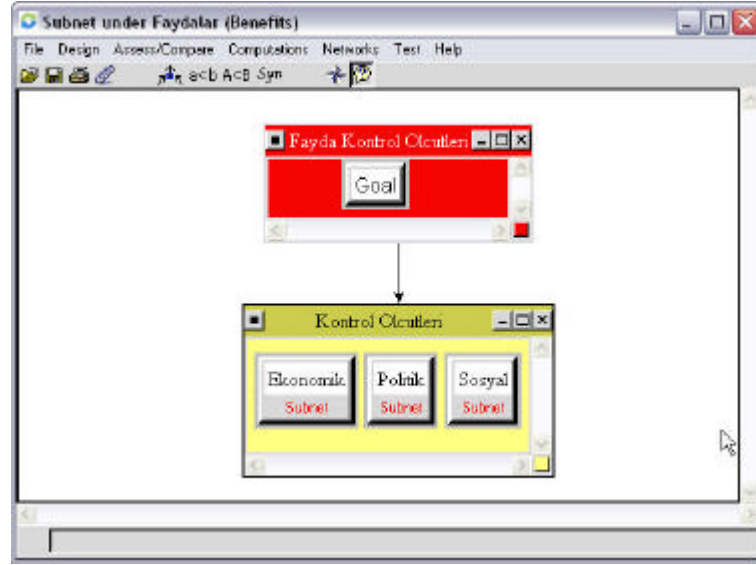 Subnet under Faydalar (Benefits)
File Design Assess/Compare Computations Networks Test Help
a<b A<B Syn
Fayda Kontrol Olcutleri
Goal
Kontrol Olcutleri
Ekonomik Politik Sosyal
Subnet Subnet Subnet